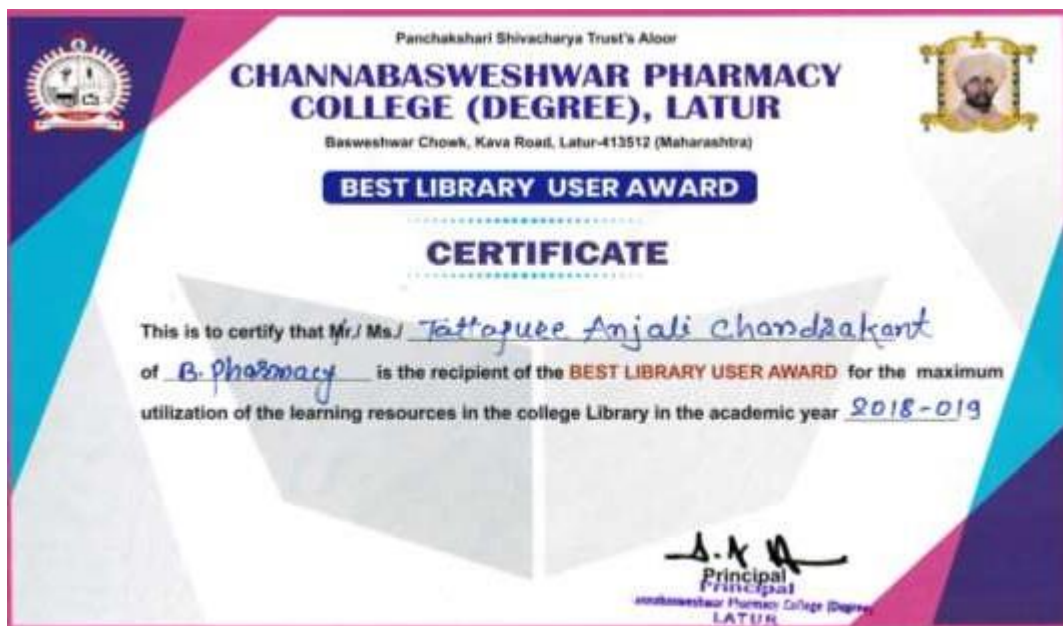 Panchakshari Shivacharya Trust's Aloor
CHANNABASWESHWAR PHARMACY
COLLEGE (DEGREE), LATUR
Basweshwar Chowk, Kava Road, Latur-413512 (Maharashtra)
BEST LIBRARY USER AWARD
CERTIFICATE
This is to certify that Mr./ Ms./ Tattapuree Anjali Chandrakant
of B. Pharmacy is the recipient of the BEST LIBRARY USER AWARD for the maximum
utilization of the learning resources in the college Library in the academic year 2018-019
Principal
Principal
Pharmacy College (Degree)
LATUR